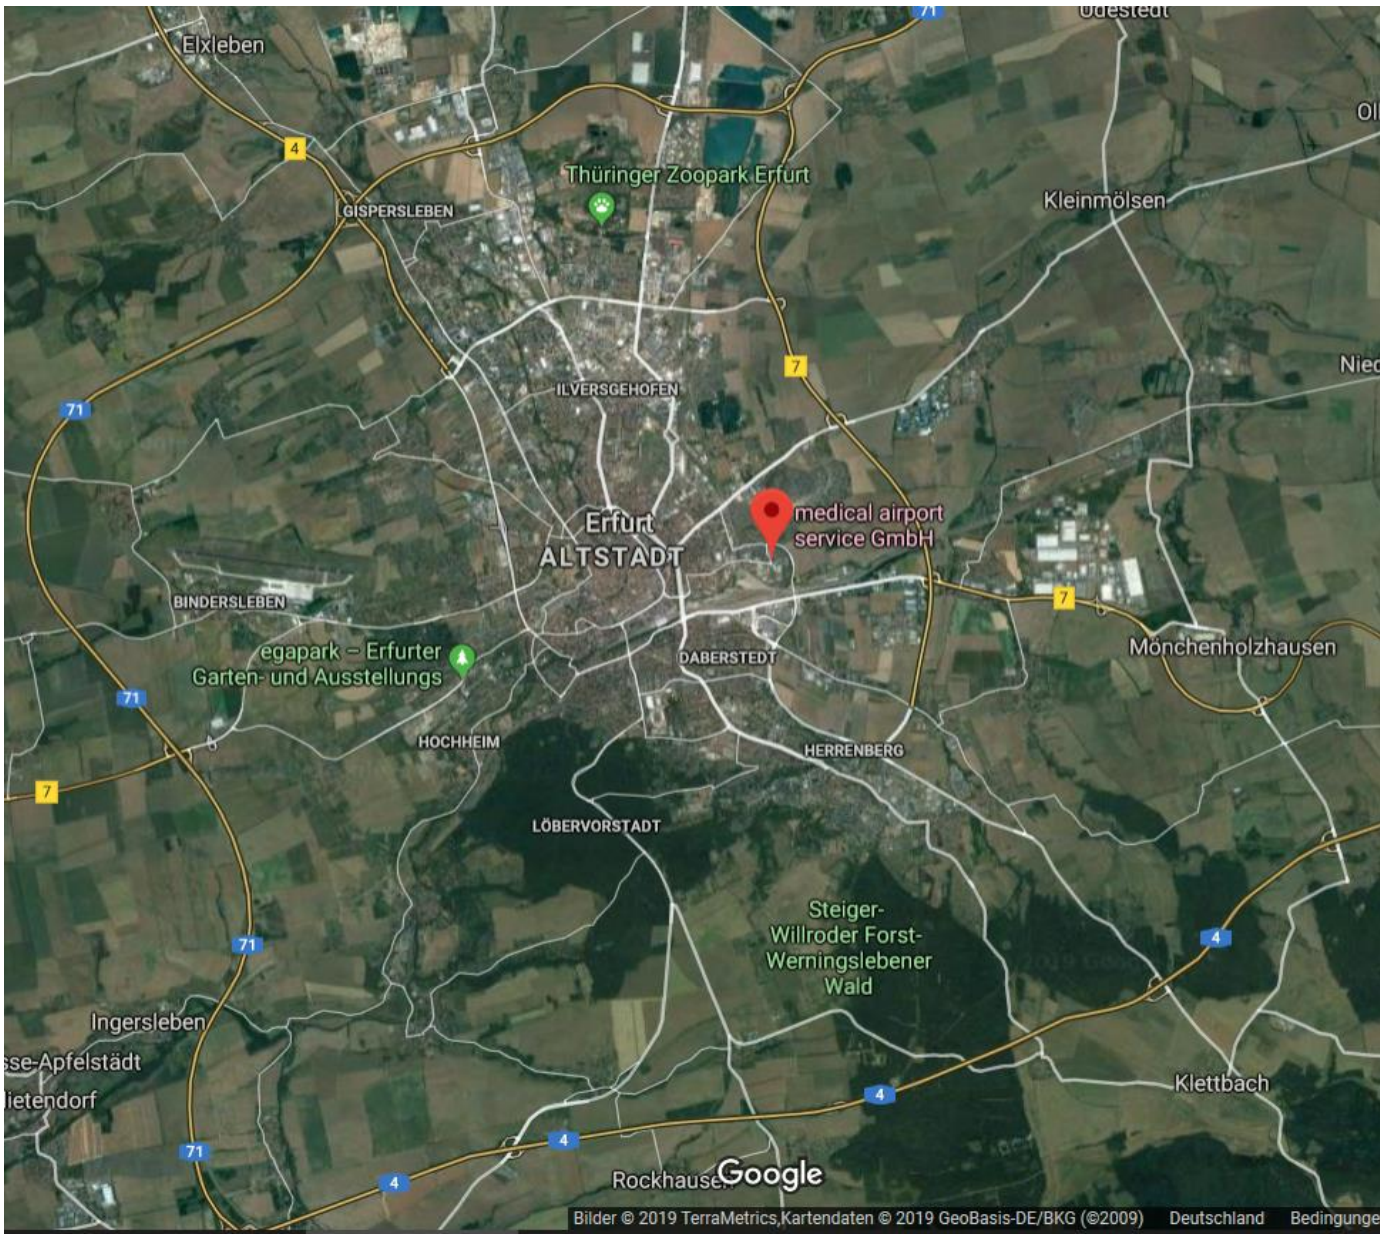 71
Udestedt
Elxleben
4
Thüringer Zoopark Erfurt
Kleinmölsen
GISPERSLEBEN
7
71
ILVERSGEHOFEN
Erfurt
ALTSTADT
medical airport
service GmbH
BINDERSLEBEN
7
egapark – Erfurter
Garten- und Ausstellungs
DABERSTEDT
Mönchenholzhausen
71
HOCHHEIM
HERRENBERG
7
LÖBERVORSTADT
Steiger-
Willroder Forst-
Werningslebener
Wald
4
71
Ingersleben
sse-Apfelstädt
lietendorf
Klettbach
4
4
71
4
Rockhausen
Google
Bilder © 2019 TerraMetrics,Kartendaten © 2019 GeoBasis-DE/BKG (©2009) Deutschland Bedingunge